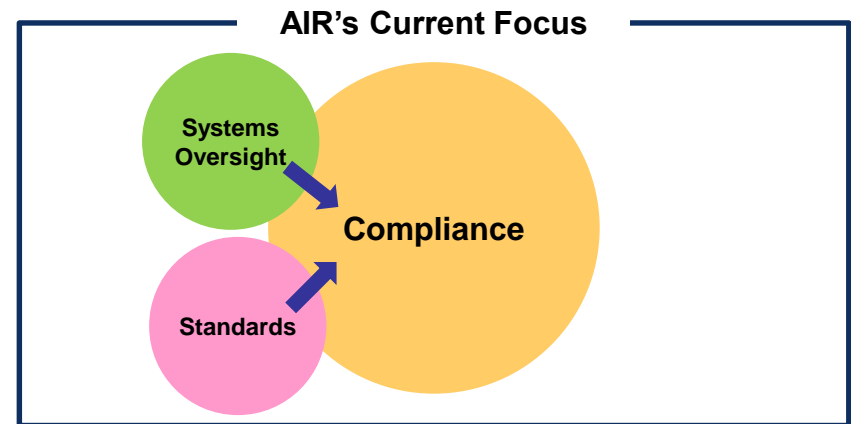 AIR’s Current Focus
Systems
Oversight
Compliance
Standards